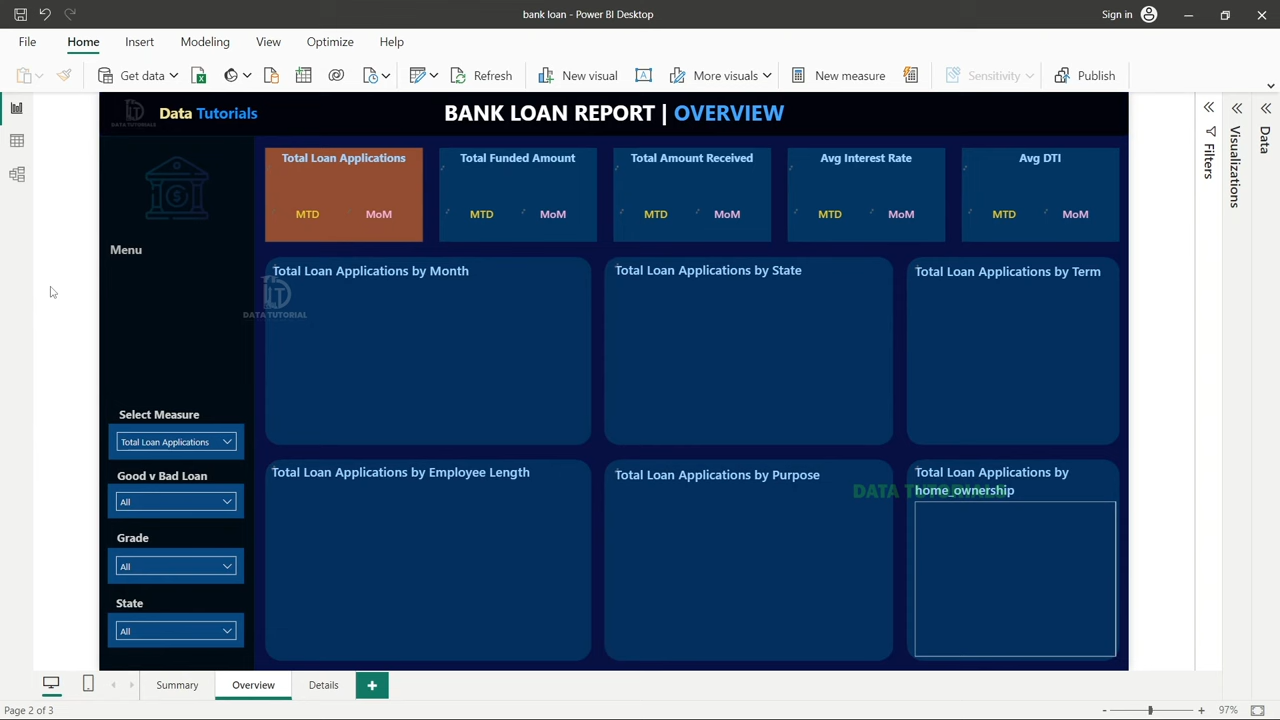 bank loan - Power BI Desktop
Sign in
File
Home
Insert
Modeling
View
Optimize
Help
Get data
Refresh
New visual
More visuals
New measure
Sensitivity
Publish
DATA TUTORIALS
Data Tutorials
BANK LOAN REPORT | OVERVIEW
Filters
Visualizations
Data
Total Loan Applications
MTD
MoM
Total Funded Amount
MTD
MoM
Total Amount Received
MTD
MoM
Avg Interest Rate
MTD
MoM
Avg DTI
MTD
MoM
Menu
Total Loan Applications by Month
Total Loan Applications by State
Total Loan Applications by Term
DATA TUTORIAL
Select Measure
Total Loan Applications
Good v Bad Loan
All
Grade
All
State
All
Total Loan Applications by Employee Length
Total Loan Applications by Purpose
Total Loan Applications by
home_ownership
DATA TUTORIALS
Summary
Overview
Details
Page 2 of 3
97%